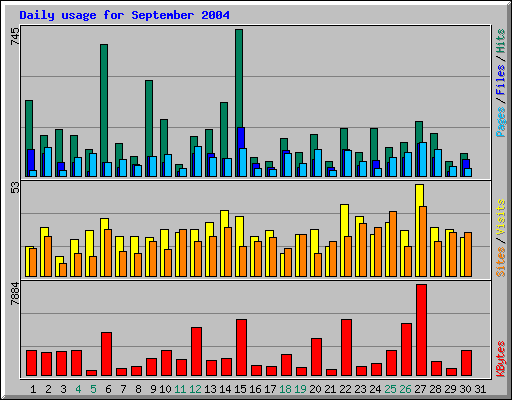 Daily usage for September 2004
745
Pages / Files / Hits
53
Sites / Visits
7884
KBytes
1 2 3 4 5 6 7 8 9 10 11 12 13 14 15 16 17 18 19 20 21 22 23 24 25 26 27 28 29 30 31